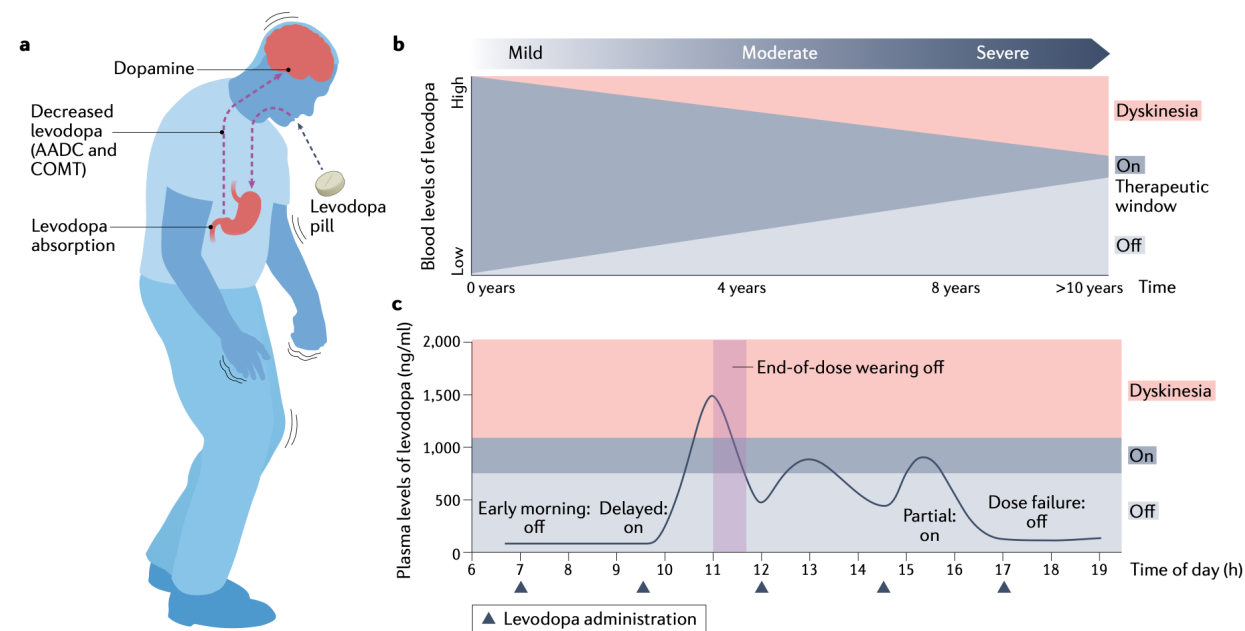 a
Dopamine
Decreased
levodopa
(AADC and
COMT)
Levodopa
absorption
Levodopa
pill
b
Mild
Moderate
Severe
Blood levels of levodopa
High
Low
Dyskinesia
On
Therapeutic
window
Off
0 years
4 years
8 years
>10 years
Time
c
Plasma levels of levodopa (ng/ml)
2,000
1,500
1,000
500
0
End-of-dose wearing off
Early morning:
off
Delayed:
on
Partial:
on
Dose failure:
off
Dyskinesia
On
Off
6 7 8 9 10 11 12 13 14 15 16 17 18 19
Time of day (h)
▲ Levodopa administration